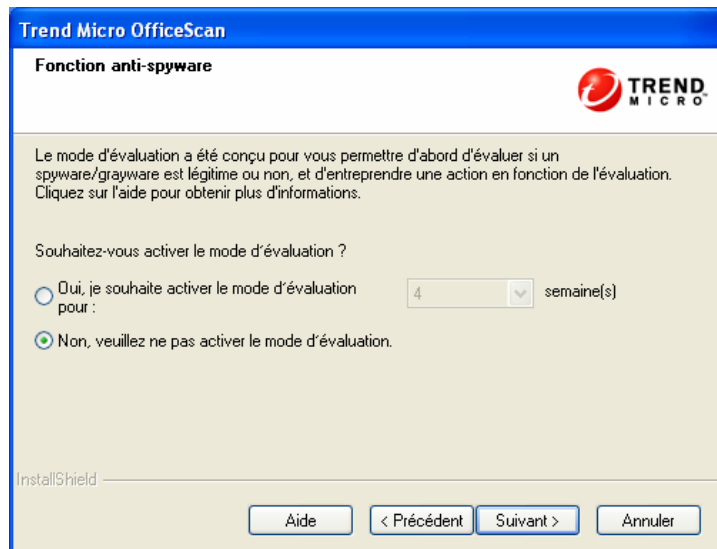 Trend Micro OfficeScan
Fonction anti-spyware
TREND
MICRO™
Le mode d'évaluation a été conçu pour vous permettre d'abord d'évaluer si un
spyware/grayware est légitime ou non, et d'entreprendre une action en fonction de l'évaluation.
Cliquez sur l'aide pour obtenir plus d'informations.
Souhaitez-vous activer le mode d'évaluation ?
Oui, je souhaite activer le mode d'évaluation
pour :
4
semaine(s)
Non, veuillez ne pas activer le mode d'évaluation.
InstallShield
Aide
< Précédent
Suivant >
Annuler